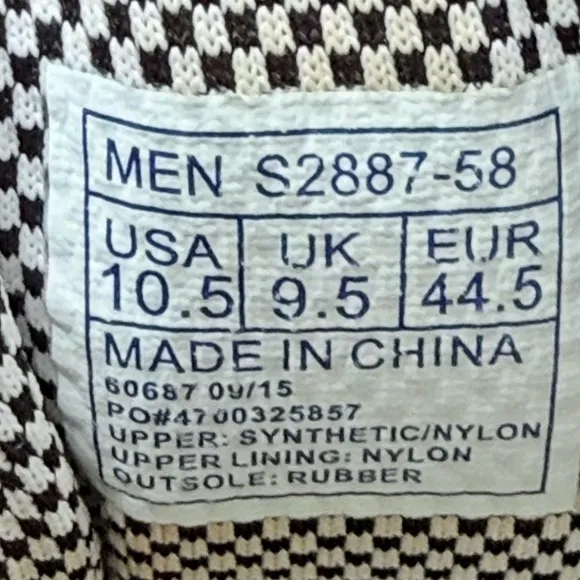 MEN S2887-58
USA UK EUR
10.5 9.5 44.5
MADE IN CHINA
60687 09/15
PO#4700325857
UPPER: SYNTHETIC/NYLON
UPPER LINING: NYLON
OUTSOLE: RUBBER